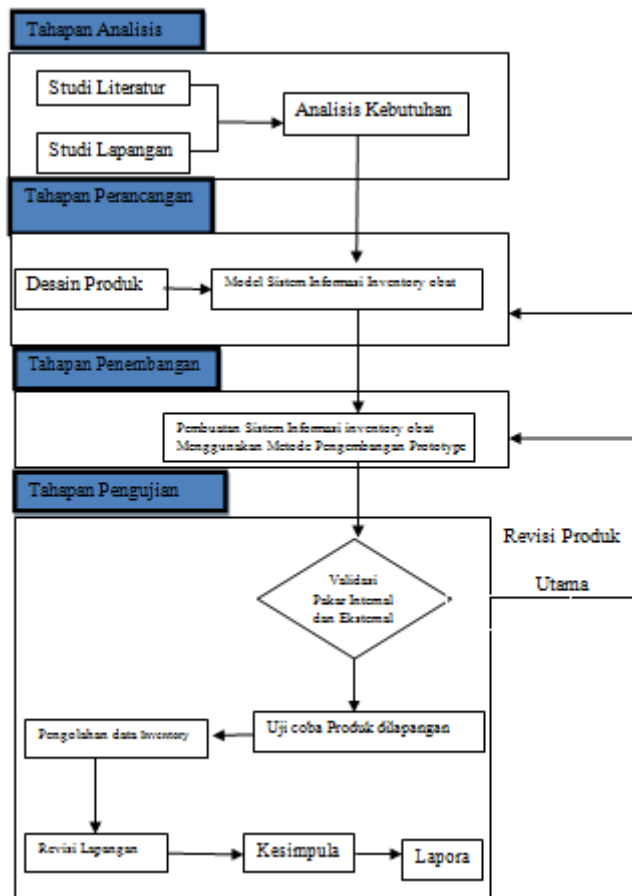 Tahapan Analisis
Studi Literatur
Analisis Kebutuhan
Studi Lapangan
Tahapan Perancangan
Desain Produk
Model Sistem Informasi Inventory obat
Tahapan Penembangan
Pembuatan Sistem Informasi inventory obat
Menggunakan Metode Pengembangan Prototype
Tahapan Pengujian
Revisi Produk
Utama
Validasi
Pakar Internal
dan Eksternal
Uji coba Produk dilapangan
Pengolahan data Inventory
Revisi Lapangan
Kesimpula
Lapora